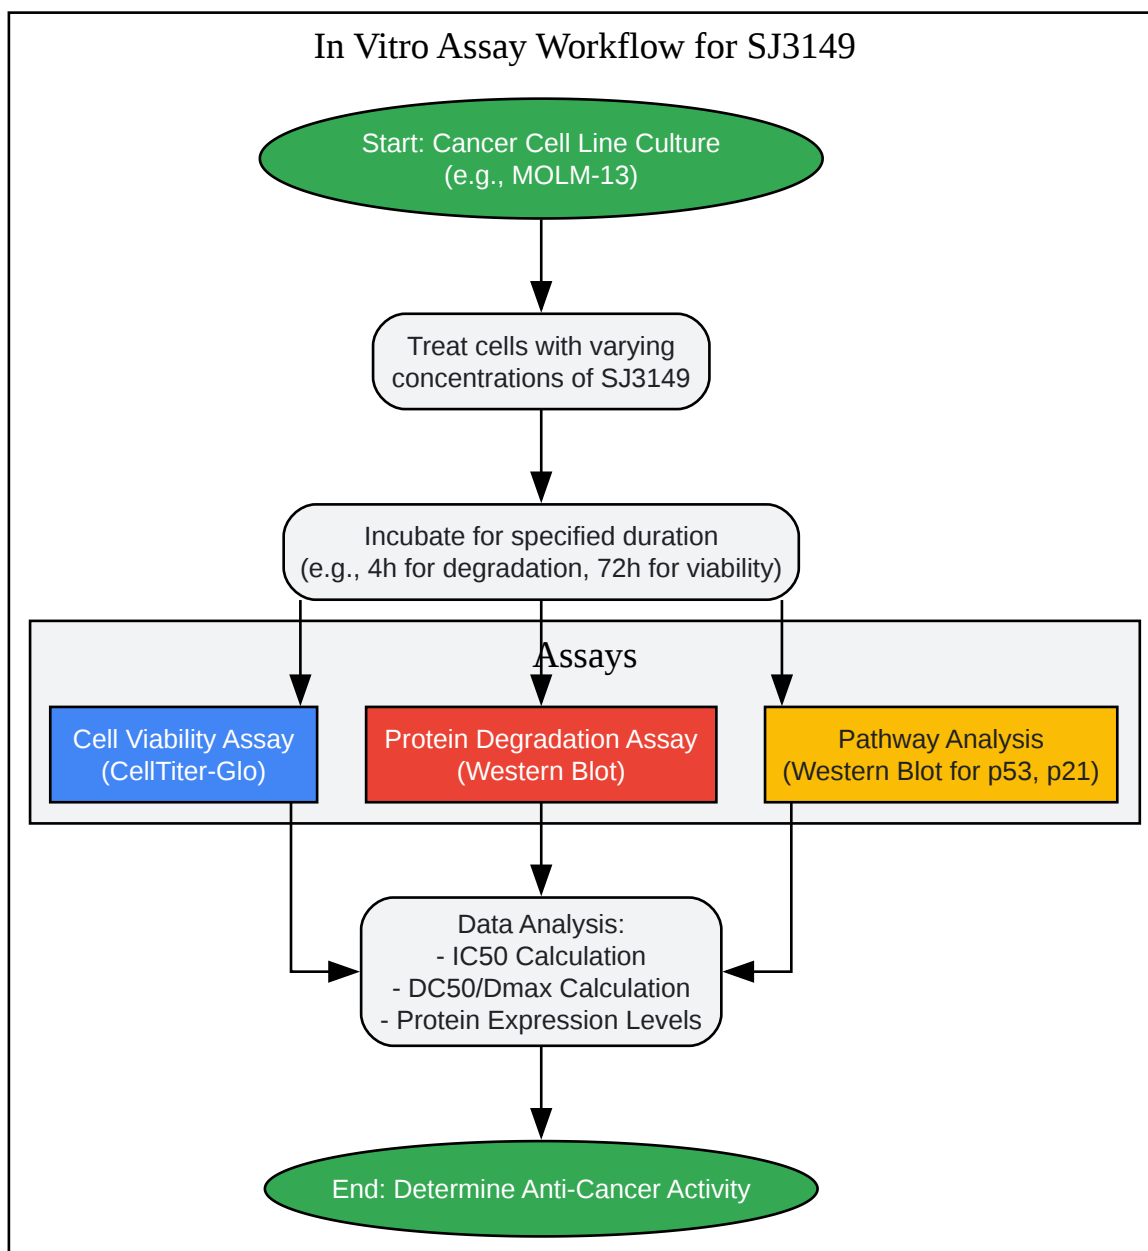 In Vitro Assay Workflow for SJ3149
Start: Cancer Cell Line Culture
(e.g., MOLM-13)
Treat cells with varying
concentrations of SJ3149
Incubate for specified duration
(e.g., 4h for degradation, 72h for viability)
Assays
Cell Viability Assay
(CellTiter-Glo)
Protein Degradation Assay
(Western Blot)
Pathway Analysis
(Western Blot for p53, p21)
Data Analysis:
- IC50 Calculation
- DC50/Dmax Calculation
- Protein Expression Levels
End: Determine Anti-Cancer Activity